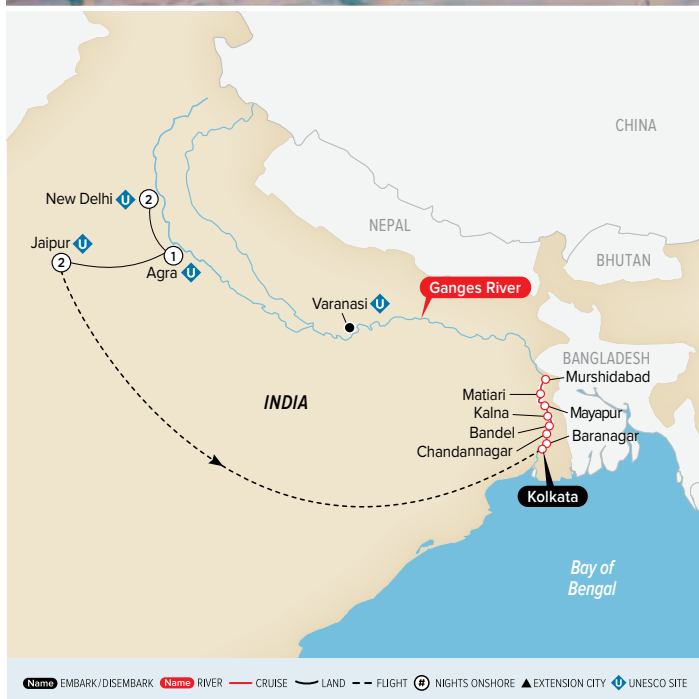 CHINA
New Delhi U 2
NEPAL
Jaipur U
2
1
Agra U
BHUTAN
Ganges River
Varanasi U
BANGLADESH
Murshidabad
Matiari
INDIA
Mayapur
Kalna
Bandel
Baranagar
Chandannagar
Kolkata
Bay of
Bengal
Name EMBARK/DISEMBARK Name RIVER CRUISE LAND FLIGHT # NIGHTS ONSHORE EXTENSION CITY U UNESCO SITE